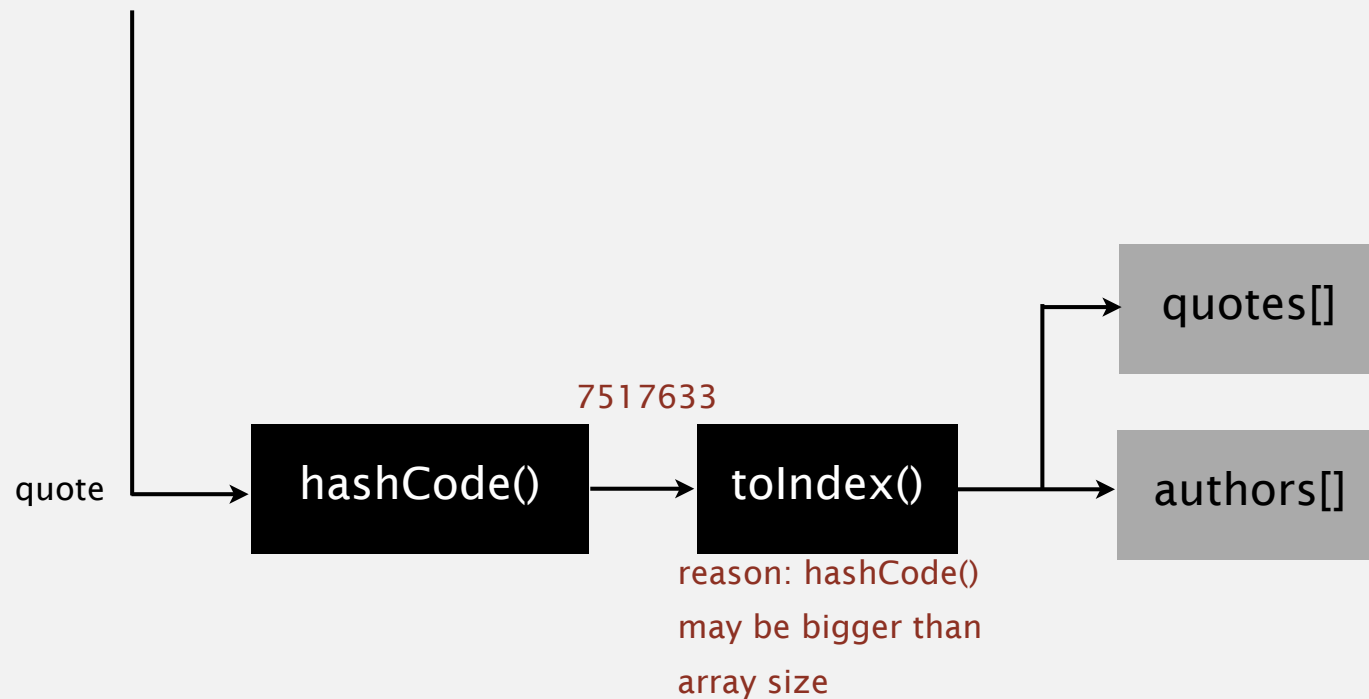 quotes[]
7517633
quote
hashCode()
toIndex()
authors[]
reason: hashCode()
may be bigger than
array size